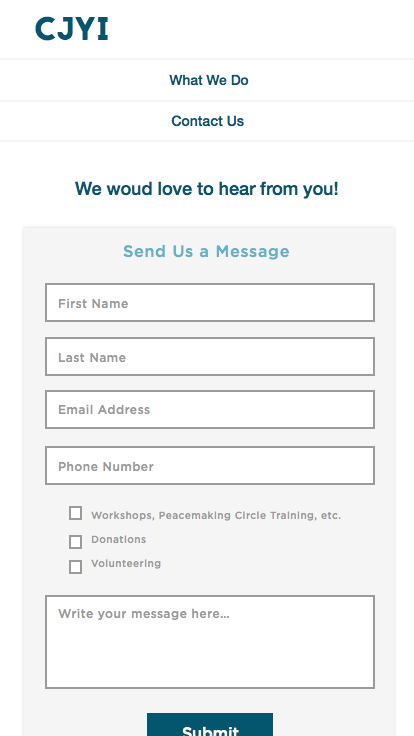 CJYI
What We Do
Contact Us
We woud love to hear from you!
Send Us a Message
First Name
Last Name
Email Address
Phone Number
Workshops, Peacemaking Circle Training, etc.
Donations
Volunteering
Write your message here...
Submit